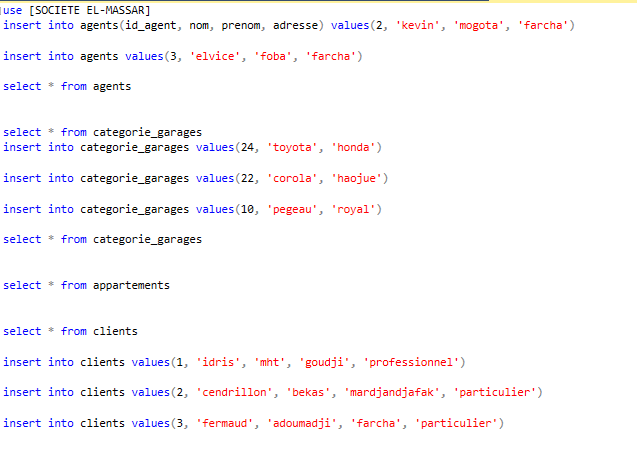 use [SOCIETE EL-MASSAR]
insert into agents(id_agent, nom, prenom, adresse) values(2, 'kevin', 'mogota', 'farcha')
insert into agents values(3, 'elvice', 'foba', 'farcha')
select * from agents
select * from categorie_garages
insert into categorie_garages values(24, 'toyota', 'honda')
insert into categorie_garages values(22, 'corola', 'haojue')
insert into categorie_garages values(10, 'pegeau', 'royal')
select * from categorie_garages
select * from appartements
select * from clients
insert into clients values(1, 'idris', 'mht', 'goudji', 'professionnel')
insert into clients values(2, 'cendrillon', 'bekas', 'mardjandjafak', 'particulier')
insert into clients values(3, 'fermaud', 'adoumadji', 'farcha', 'particulier')